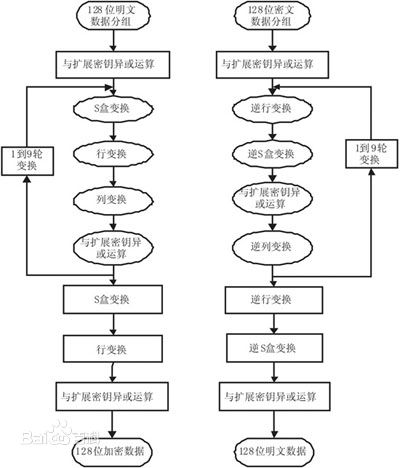 128位明文
数据分组
与扩展密钥异或运算
S盒变换
行变换
列变换
与扩展密钥异
或运算
1到9轮
变换
S盒变换
行变换
与扩展密钥异或运算
128位加密数据
128位密文
数据分组
与扩展密钥异或运算
逆行变换
逆S盒变换
与扩展密钥异
或运算
逆列变换
1到9轮
变换
逆行变换
逆S盒变换
与扩展密钥异或运算
128位明文数据
Baidu百科